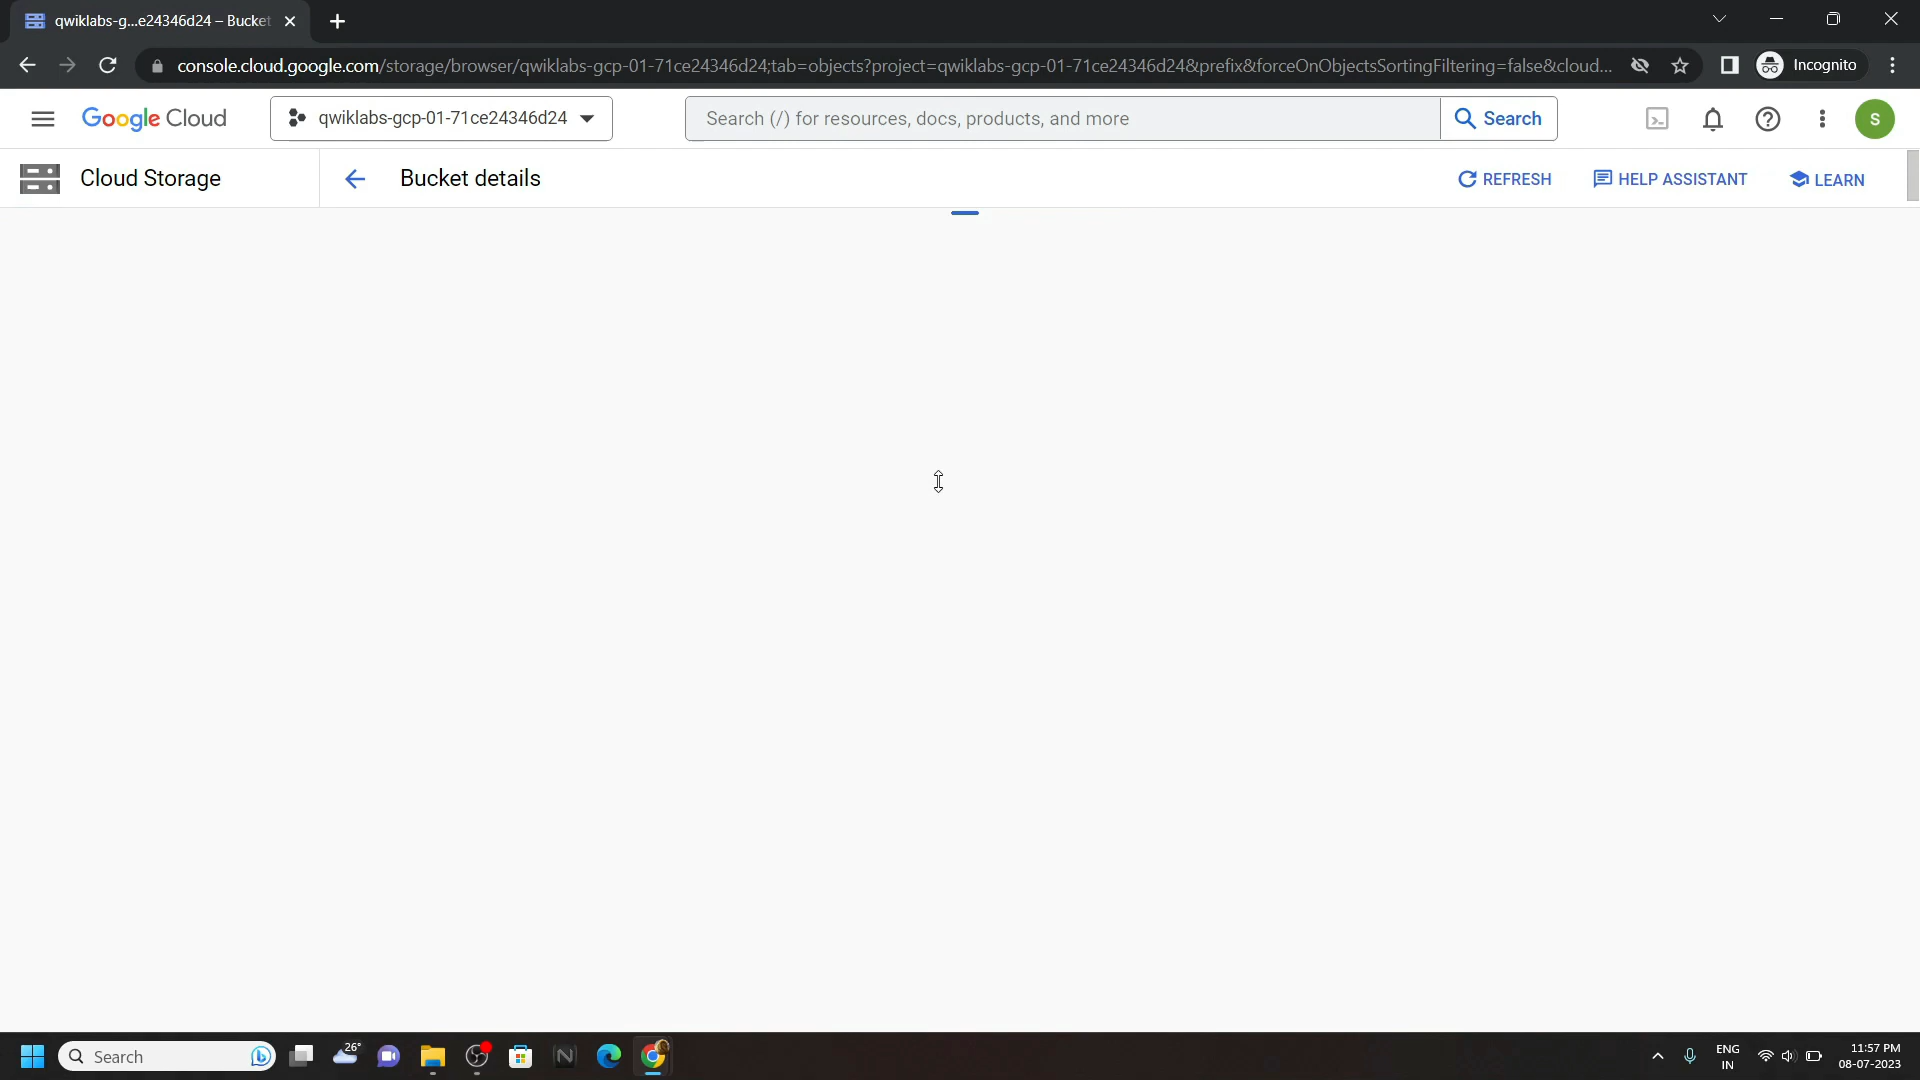 qwiklabs-g...e24346d24 – Bucket
console.cloud.google.com/storage/browser/qwiklabs-gcp-01-71ce24346d24;tab=objects?project=qwiklabs-gcp-01-71ce24346d24&prefix&forceOnObjectsSortingFiltering=false&cloud...
Incognito
Google Cloud
qwiklabs-gcp-01-71ce24346d24
Search (/) for resources, docs, products, and more
Search
S
Cloud Storage
Bucket details
REFRESH
HELP ASSISTANT
LEARN
Search
26°
ENG
IN
11:57 PM
08-07-2023